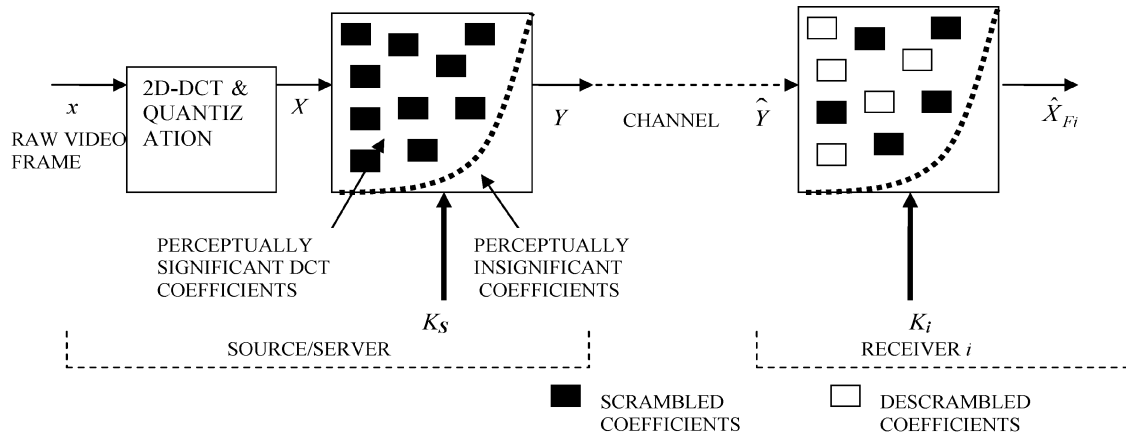 2D-DCT &
QUANTIZ
ATION
x
RAW VIDEO
FRAME
X
Y
CHANNEL
Ŷ
X̂Fi
PERCEPTUALLY
SIGNIFICANT DCT
COEFFICIENTS
PERCEPTUALLY
INSIGNIFICANT
COEFFICIENTS
KS
Ki
SOURCE/SERVER
RECEIVER i
SCRAMBLED
COEFFICIENTS
DESCRAMBLED
COEFFICIENTS